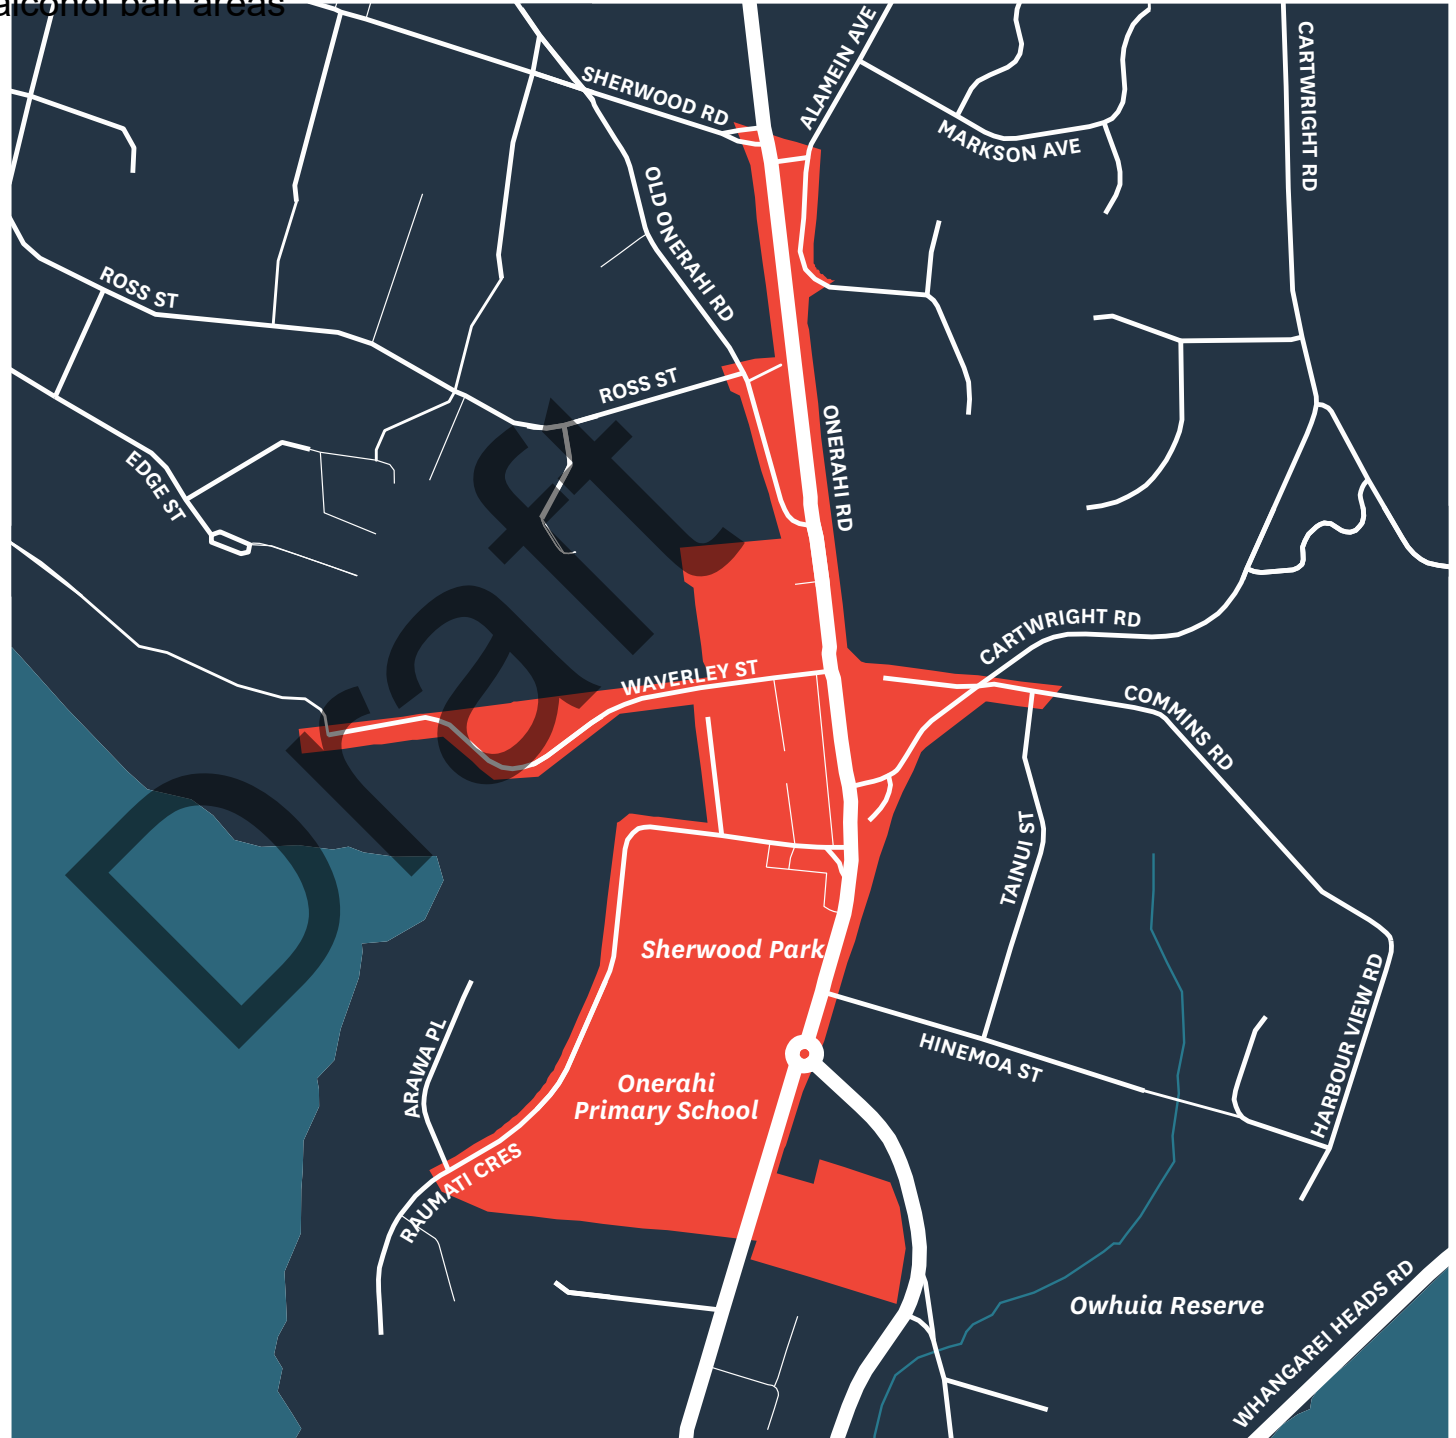 alcohol ban areas
SHERWOOD RD
ALAMEIN AVE
CARTWRIGHT RD
MARKSON AVE
OLD ONERAHI RD
ROSS ST
ROSS ST
ONERAHI RD
EDGE ST
Draft
CARTWRIGHT RD
WAVERLEY ST
COMMINS RD
TAINUI ST
Sherwood Park
HARBOUR VIEW RD
ARAWA PL
HINEMOA ST
Onerahi
Primary School
RAUMATI CRES
Owhuia Reserve
WHANGAREI HEADS RD